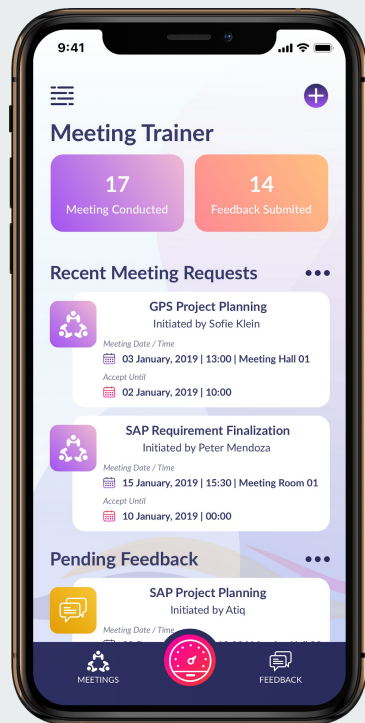 9:41
Meeting Trainer
17
Meeting Conducted
14
Feedback Submited
Recent Meeting Requests
GPS Project Planning
Initiated by Sofie Klein
Meeting Date / Time
03 January, 2019 | 13:00 | Meeting Hall 01
Accept Until
02 January, 2019 | 10:00
SAP Requirement Finalization
Initiated by Peter Mendoza
Meeting Date / Time
15 January, 2019 | 15:30 | Meeting Room 01
Accept Until
10 January, 2019 | 00:00
Pending Feedback
SAP Project Planning
Initiated by Atiq
Meeting Date / Time
MEETINGS
FEEDBACK